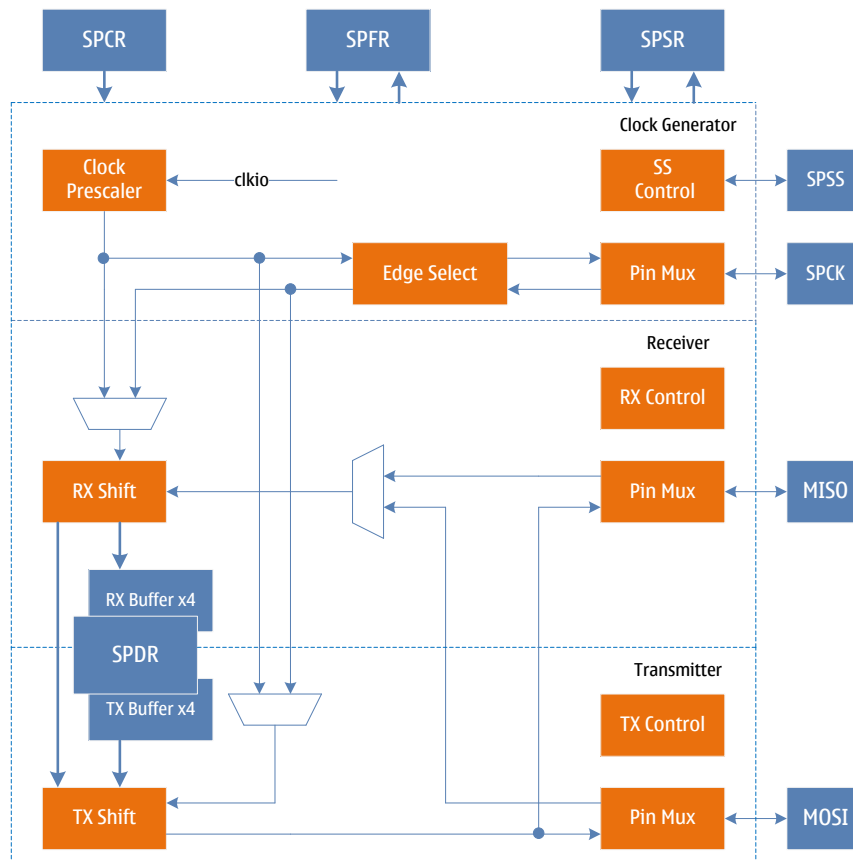 SPCR
SPFR
SPSR
Clock Generator
Clock
Prescaler
clkio
SS
Control
SPSS
Edge Select
Pin Mux
SPCK
Receiver
RX Control
RX Shift
Pin Mux
MISO
RX Buffer x4
SPDR
TX Buffer x4
Transmitter
TX Control
TX Shift
Pin Mux
MOSI